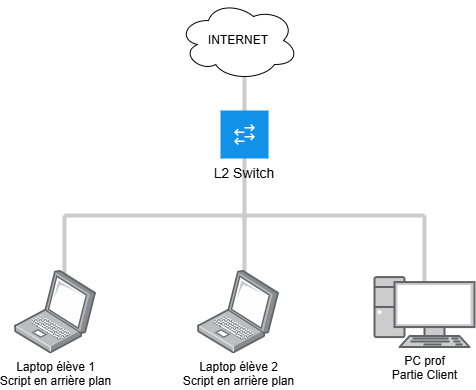 INTERNET
L2 Switch
Laptop élève 1
Script en arrière plan
Laptop élève 2
Script en arrière plan
PC prof
Partie Client